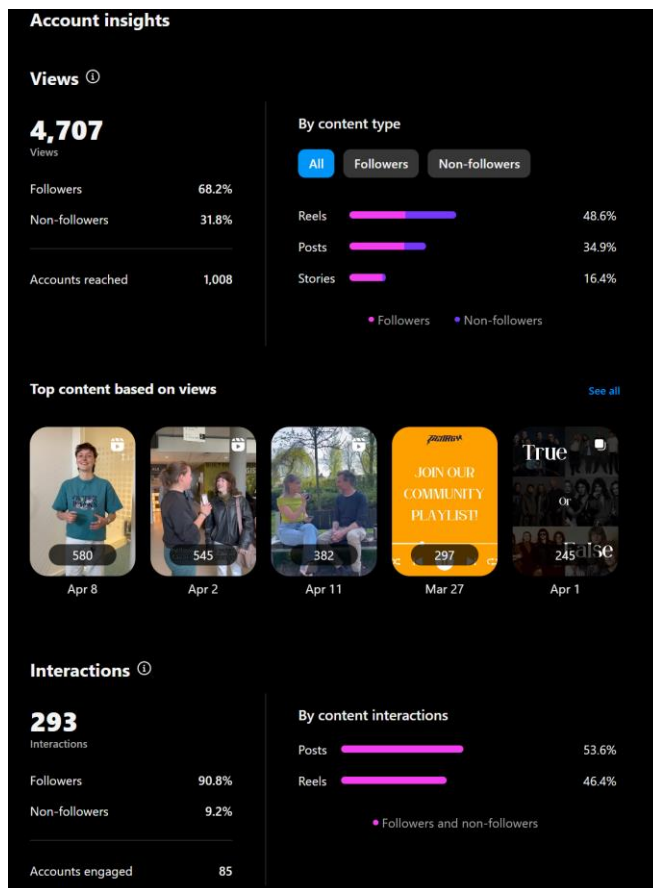 Account insights
Views
4,707
Views
Followers 68.2%
Non-followers 31.8%
Accounts reached 1,008
By content type
All Followers Non-followers
Reels 48.6%
Posts 34.9%
Stories 16.4%
Followers Non-followers
Top content based on views
See all
JOIN OUR
COMMUNITY
PLAYLIST!
True
Or
False
580
545
382
297
245
Apr 8
Apr 2
Apr 11
Mar 27
Apr 1
Interactions
293
Interactions
Followers 90.8%
Non-followers 9.2%
Accounts engaged 85
By content interactions
Posts 53.6%
Reels 46.4%
Followers and non-followers